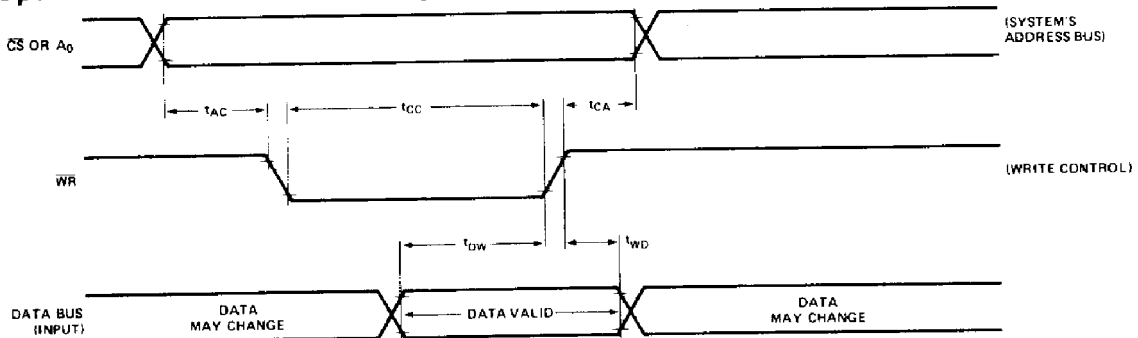 CS OR A0
(SYSTEM'S
ADDRESS BUS)
tAC
tCC
tCA
WR
(WRITE CONTROL)
tDW
tWD
DATA BUS
(INPUT)
DATA
MAY CHANGE
DATA VALID
DATA
MAY CHANGE